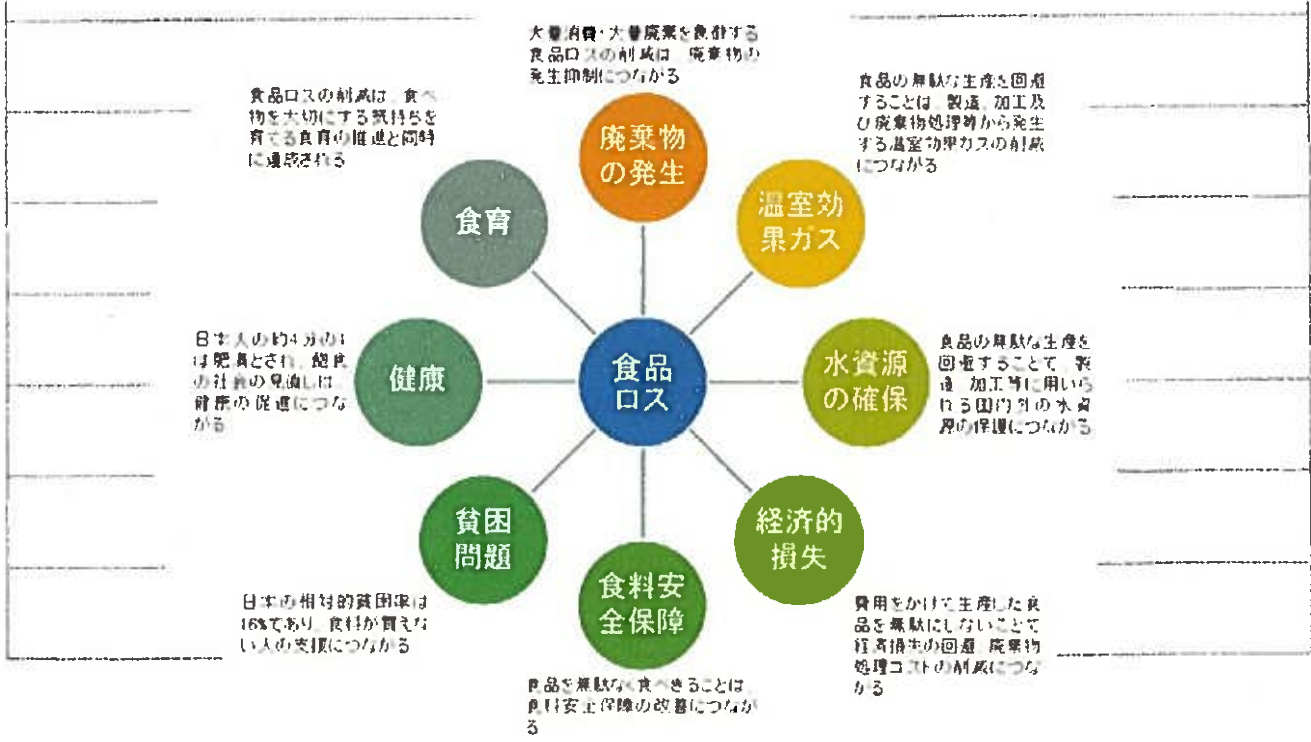 大量消費・大量廃棄を象徴する
食品ロスの削減は、廃棄物の
発生抑制につながる
廃棄物
の発生
食品の無駄な生産を回避
することは、製造、加工及
び廃棄物処理等から発生
する温室効果ガスの削減
につながる
温室効
果ガス
食品の無駄な生産を
回避することで、製
造、加工等に用いら
れる国内外の水資
源の保護につながる
水資源
の確保
費用をかけて生産した食
品を無駄にしないことで
経済損失の回避、廃棄物
処理コストの削減につな
がる
経済的
損失
食料安
全保障
食品を無駄なく食べきることは、
食料安全保障の改善につなが
る
貧困
問題
日本の相対的貧困率は
16%であり、食料が買えな
い人の支援につながる
健康
日本人の約4分の1
は肥満とされ、飽食
の社会の見直しは、
健康の促進につな
がる
食育
食品ロスの削減は、食べ
物を大切にする気持ちを
育てる食育の推進と同時
に達成される
食品
ロス